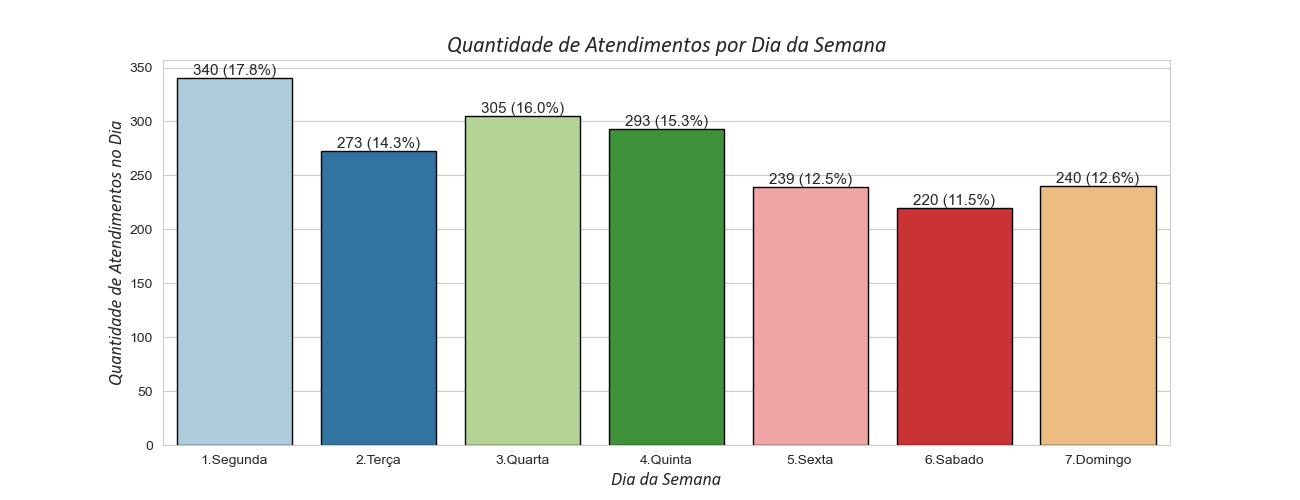 Quantidade de Atendimentos por Dia da Semana
Quantidade de Atendimentos no Dia
350
300
250
200
150
100
50
0
340 (17.8%)
273 (14.3%)
305 (16.0%)
293 (15.3%)
239 (12.5%)
220 (11.5%)
240 (12.6%)
1.Segunda
2.Terça
3.Quarta
4.Quinta
5.Sexta
6.Sabado
7.Domingo
Dia da Semana